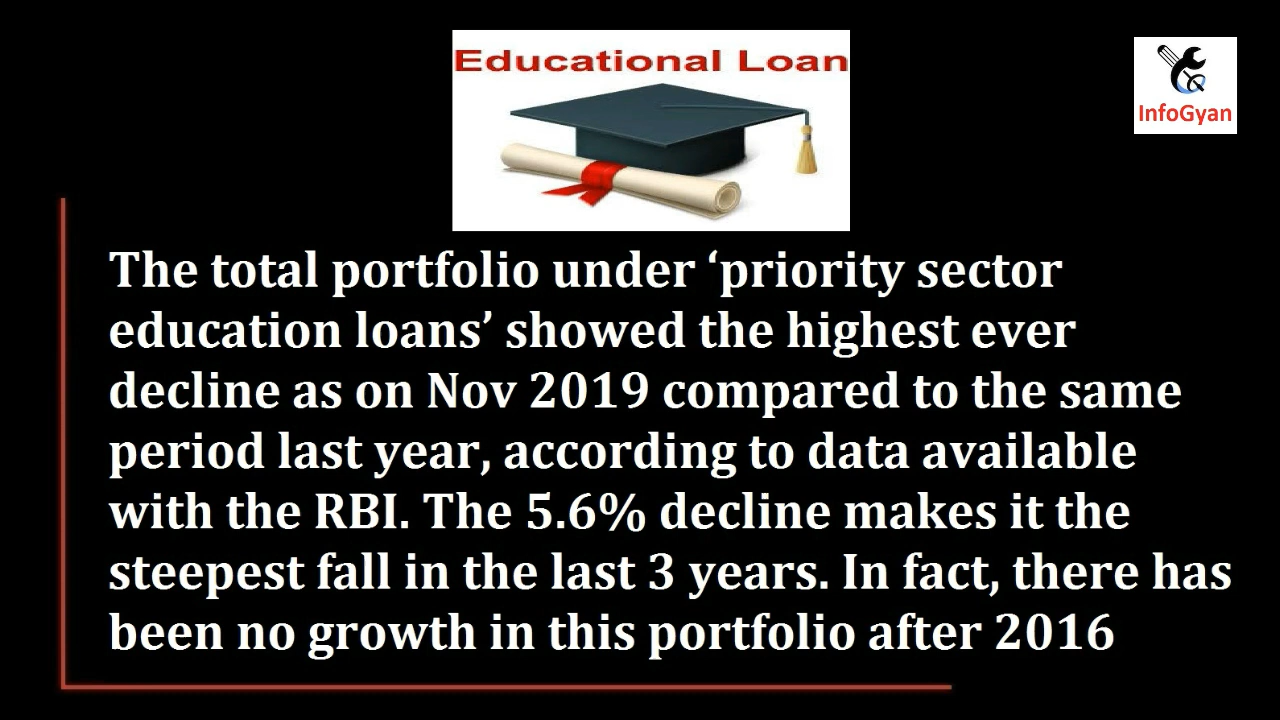 Educational Loan
InfoGyan
The total portfolio under ‘priority sector
education loans’ showed the highest ever
decline as on Nov 2019 compared to the same
period last year, according to data available
with the RBI. The 5.6% decline makes it the
steepest fall in the last 3 years. In fact, there has
been no growth in this portfolio after 2016